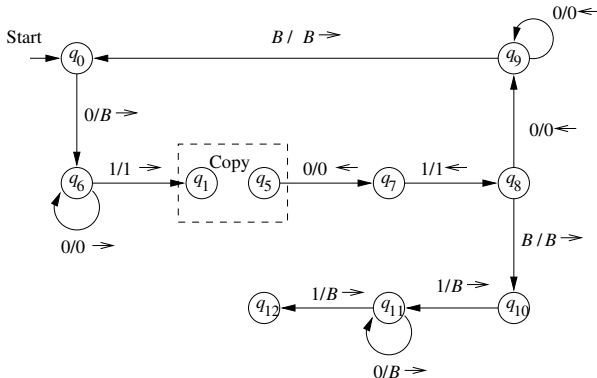 0/0 ←
B / B →
Start
q0
q9
0/B →
0/0 ←
Copy
1/1 →
0/0 ←
1/1 ←
q6
q1
q5
q7
q8
0/0 →
B / B →
1/B →
1/B →
q12
q11
q10
0/B →